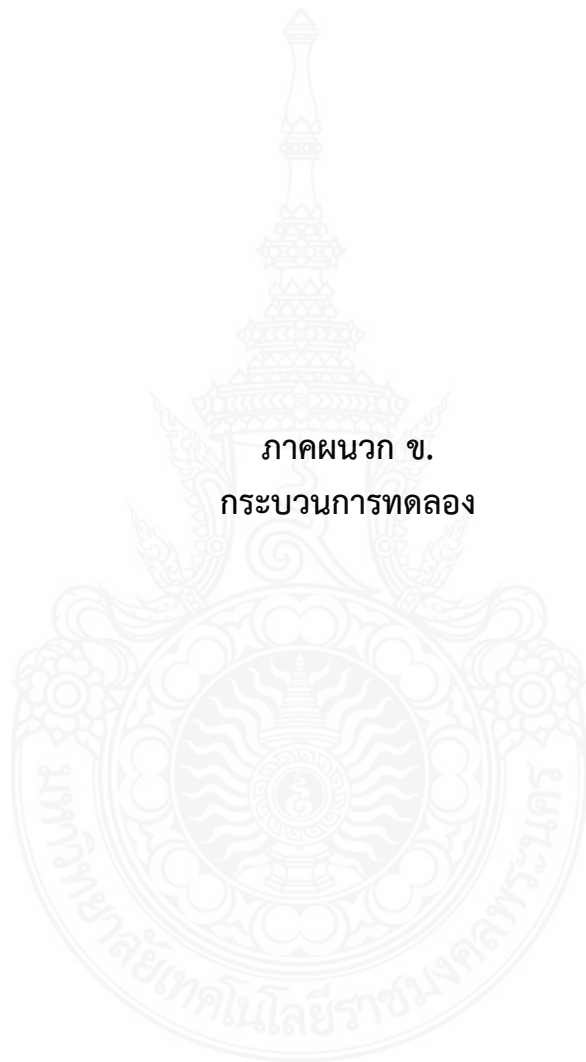 ภาคผนวก ข.
กระบวนการทดลอง
มหาวิทยาลัยเทคโนโลยีราชมงคลพระนคร